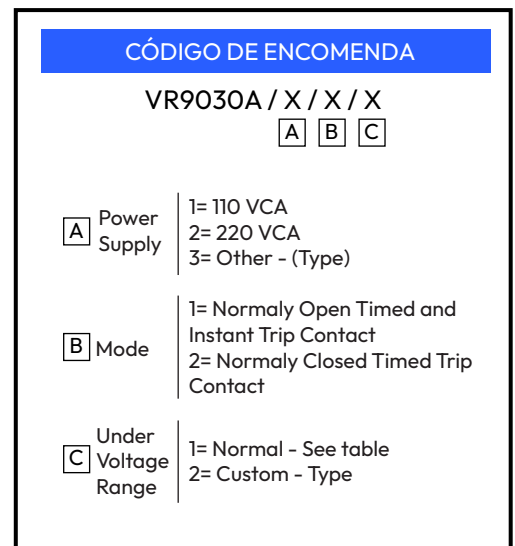 CÓDIGO DE ENCOMENDA
VR9030A / X / X / X
A B C
A Power Supply
1= 110 VCA
2= 220 VCA
3= Other - (Type)
B Mode
1= Normaly Open Timed and
Instant Trip Contact
2= Normaly Closed Timed Trip
Contact
C Under Voltage Range
1= Normal - See table
2= Custom - Type